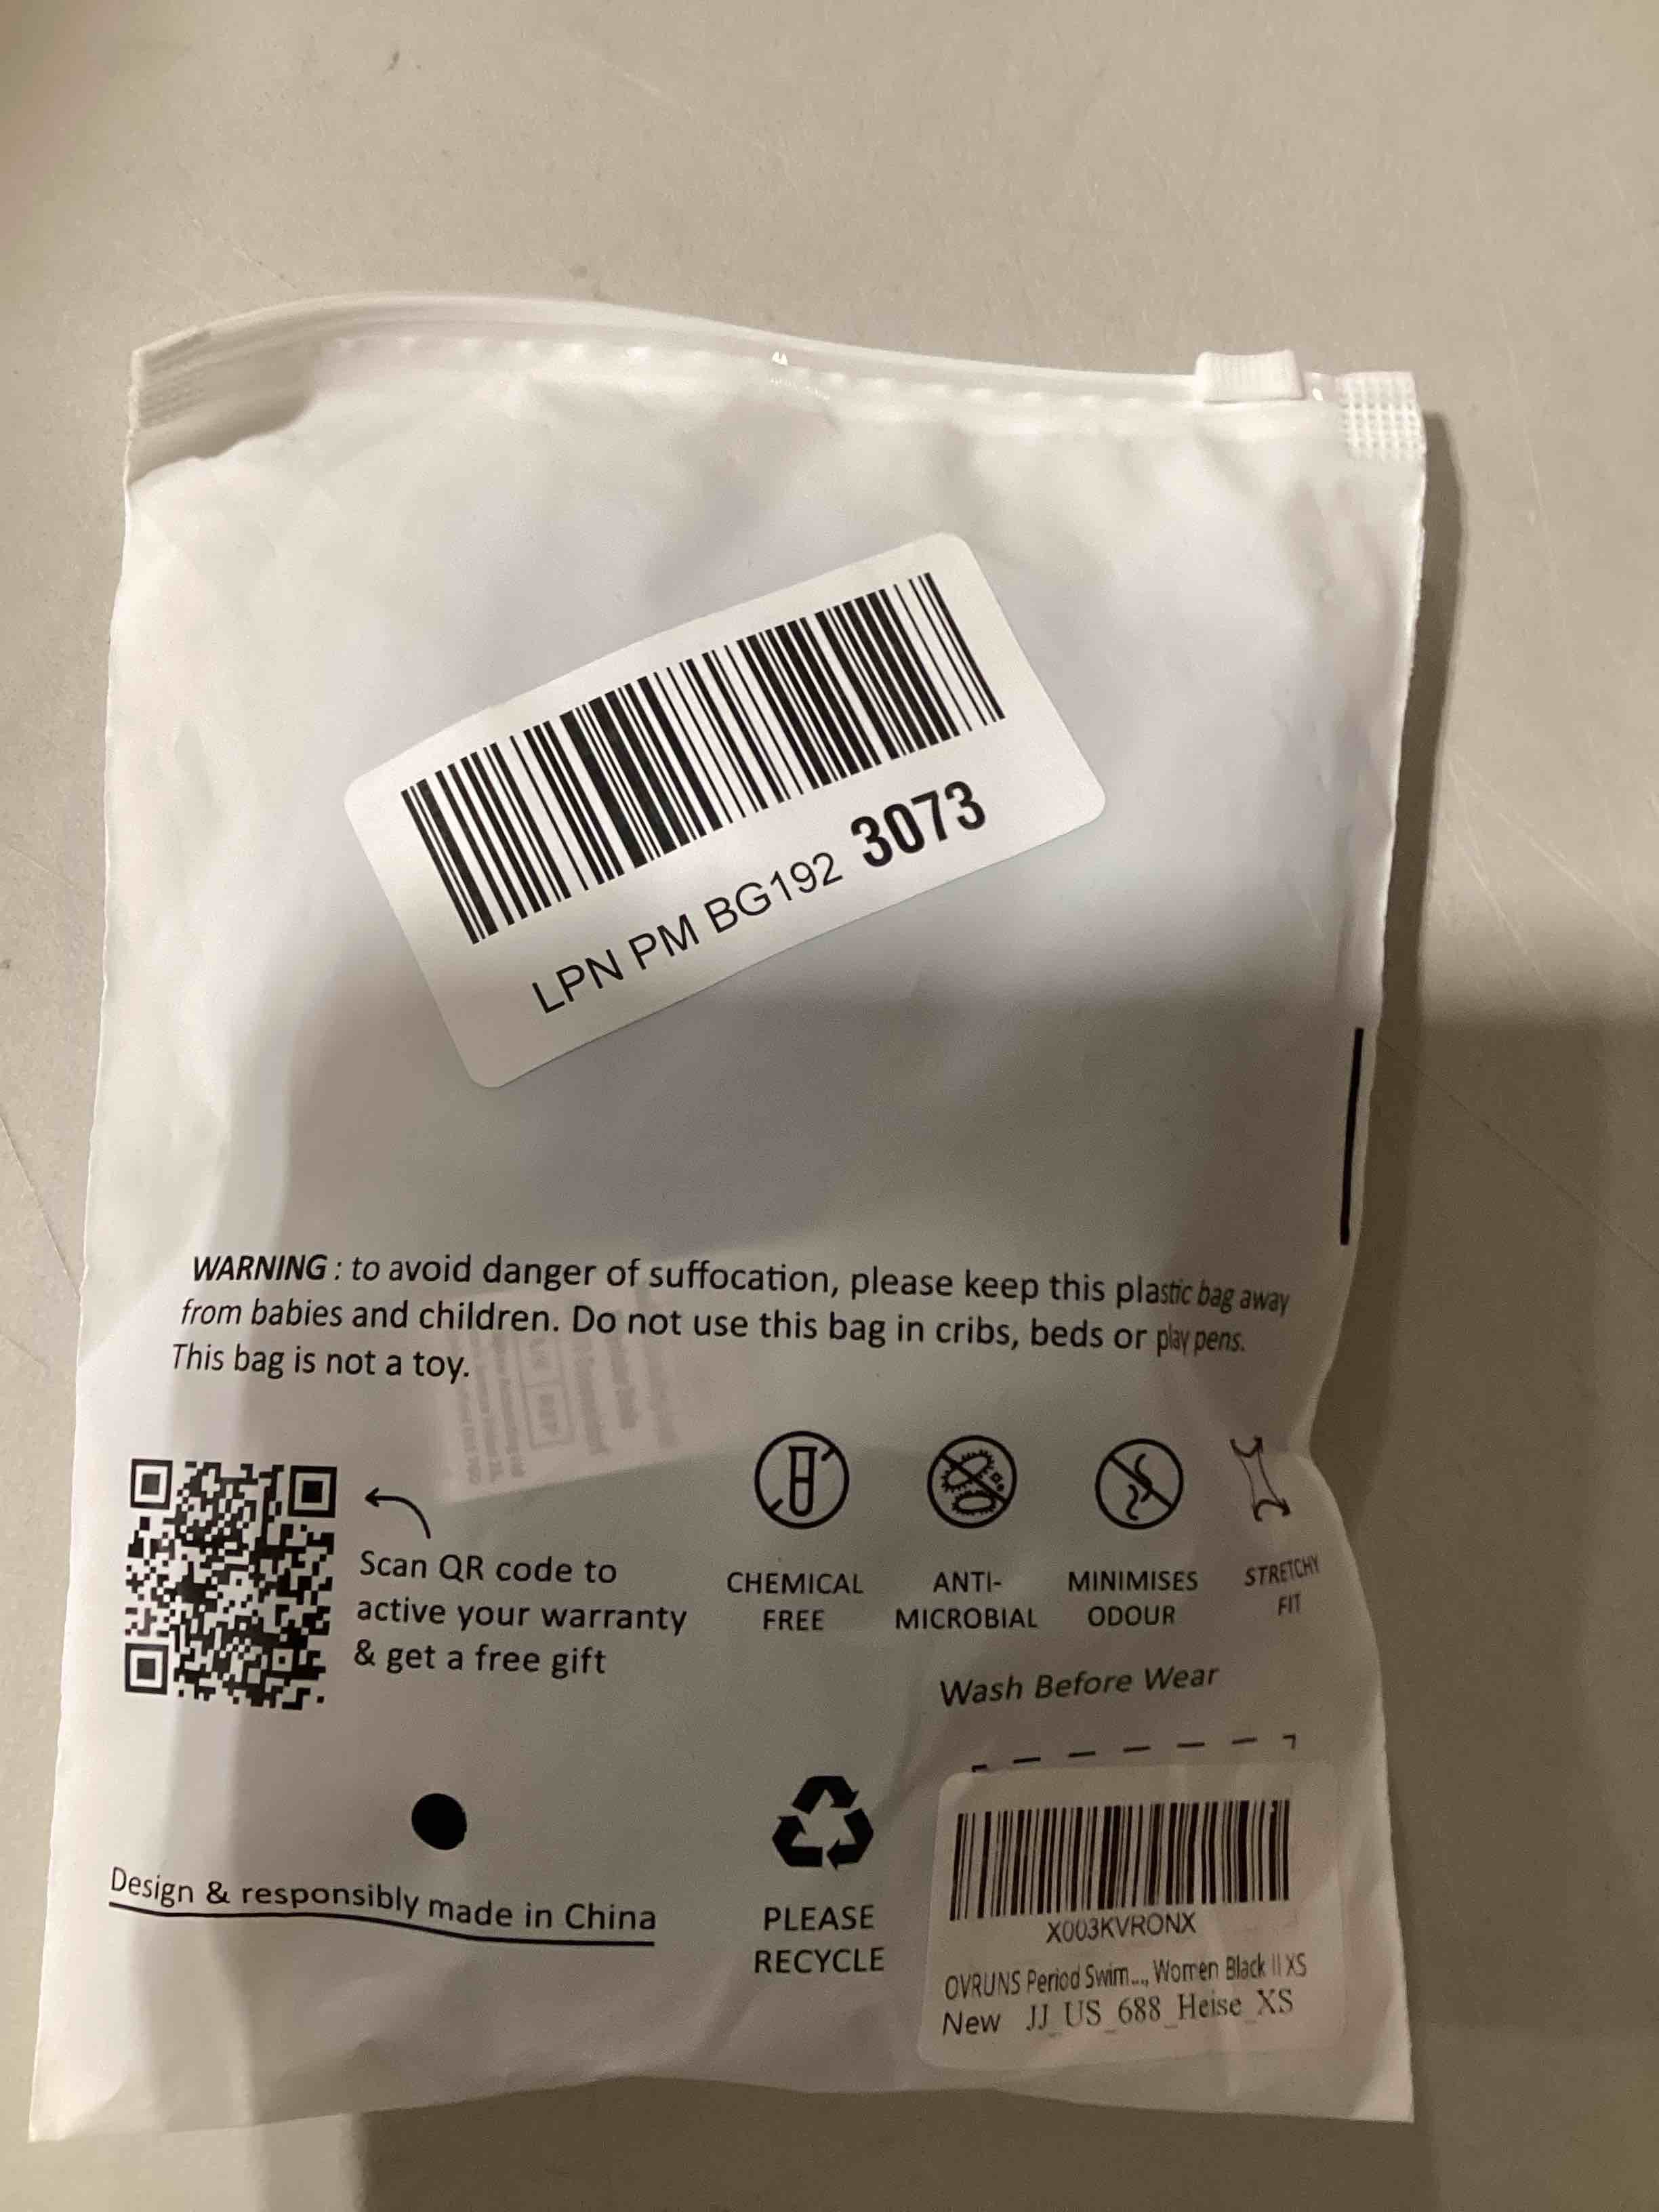 LPN PM BG192 3073
WARNING : to avoid danger of suffocation, please keep this plastic bag away
from babies and children. Do not use this bag in cribs, beds or play pens.
This bag is not a toy.
Scan QR code to
active your warranty
& get a free gift
CHEMICAL
FREE
ANTI-
MICROBIAL
MINIMISES
ODOUR
STRETCHY
FIT
Wash Before Wear
Design & responsibly made in China
PLEASE
RECYCLE
X003KVRONX
OVRUNS Period Swim..., Women Black II XS
New JJ_US_688_Heise_XS